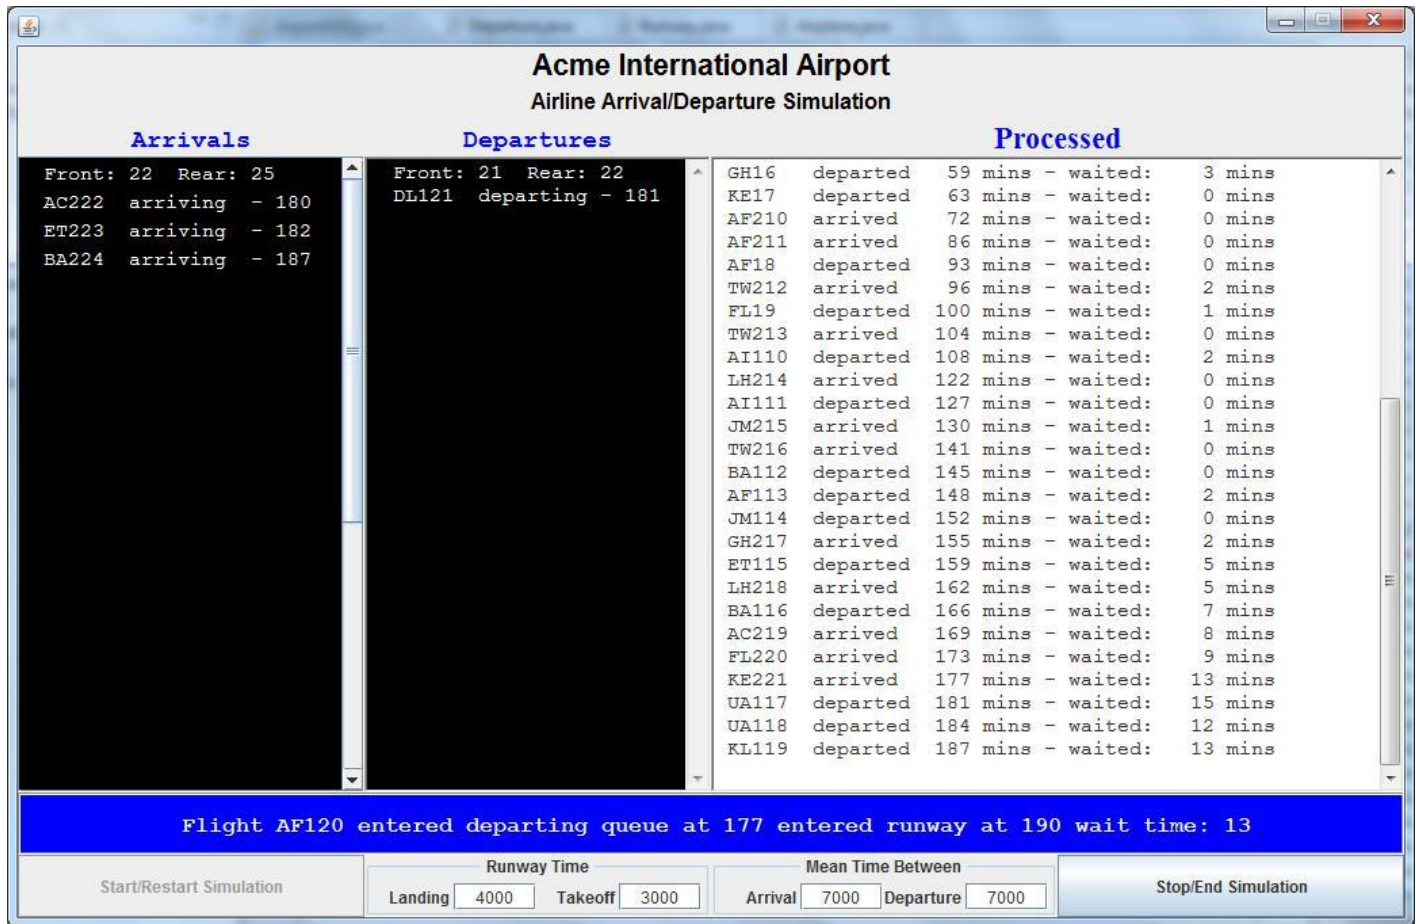 Acme International Airport
Airline Arrival/Departure Simulation
Arrivals
Front: 22 Rear: 25
AC222 arriving - 180
ET223 arriving - 182
BA224 arriving - 187
Departures
Front: 21 Rear: 22
DL121 departing - 181
Processed
GH16 departed 59 mins - waited: 3 mins
KE17 departed 63 mins - waited: 0 mins
AF210 arrived 72 mins - waited: 0 mins
AF211 arrived 86 mins - waited: 0 mins
AF18 departed 93 mins - waited: 0 mins
TW212 arrived 96 mins - waited: 2 mins
FL19 departed 100 mins - waited: 1 mins
TW213 arrived 104 mins - waited: 0 mins
AI110 departed 108 mins - waited: 2 mins
LH214 arrived 122 mins - waited: 0 mins
AI111 departed 127 mins - waited: 0 mins
JM215 arrived 130 mins - waited: 1 mins
TW216 arrived 141 mins - waited: 0 mins
BA112 departed 145 mins - waited: 0 mins
AF113 departed 148 mins - waited: 2 mins
JM114 departed 152 mins - waited: 0 mins
GH217 arrived 155 mins - waited: 2 mins
ET115 departed 159 mins - waited: 5 mins
LH218 arrived 162 mins - waited: 5 mins
BA116 departed 166 mins - waited: 7 mins
AC219 arrived 169 mins - waited: 8 mins
FL220 arrived 173 mins - waited: 9 mins
KE221 arrived 177 mins - waited: 13 mins
UA117 departed 181 mins - waited: 15 mins
UA118 departed 184 mins - waited: 12 mins
KL119 departed 187 mins - waited: 13 mins
Flight AF120 entered departing queue at 177 entered runway at 190 wait time: 13
Start/Restart Simulation
Runway Time
Landing 4000 Takeoff 3000
Mean Time Between
Arrival 7000 Departure 7000
Stop/End Simulation